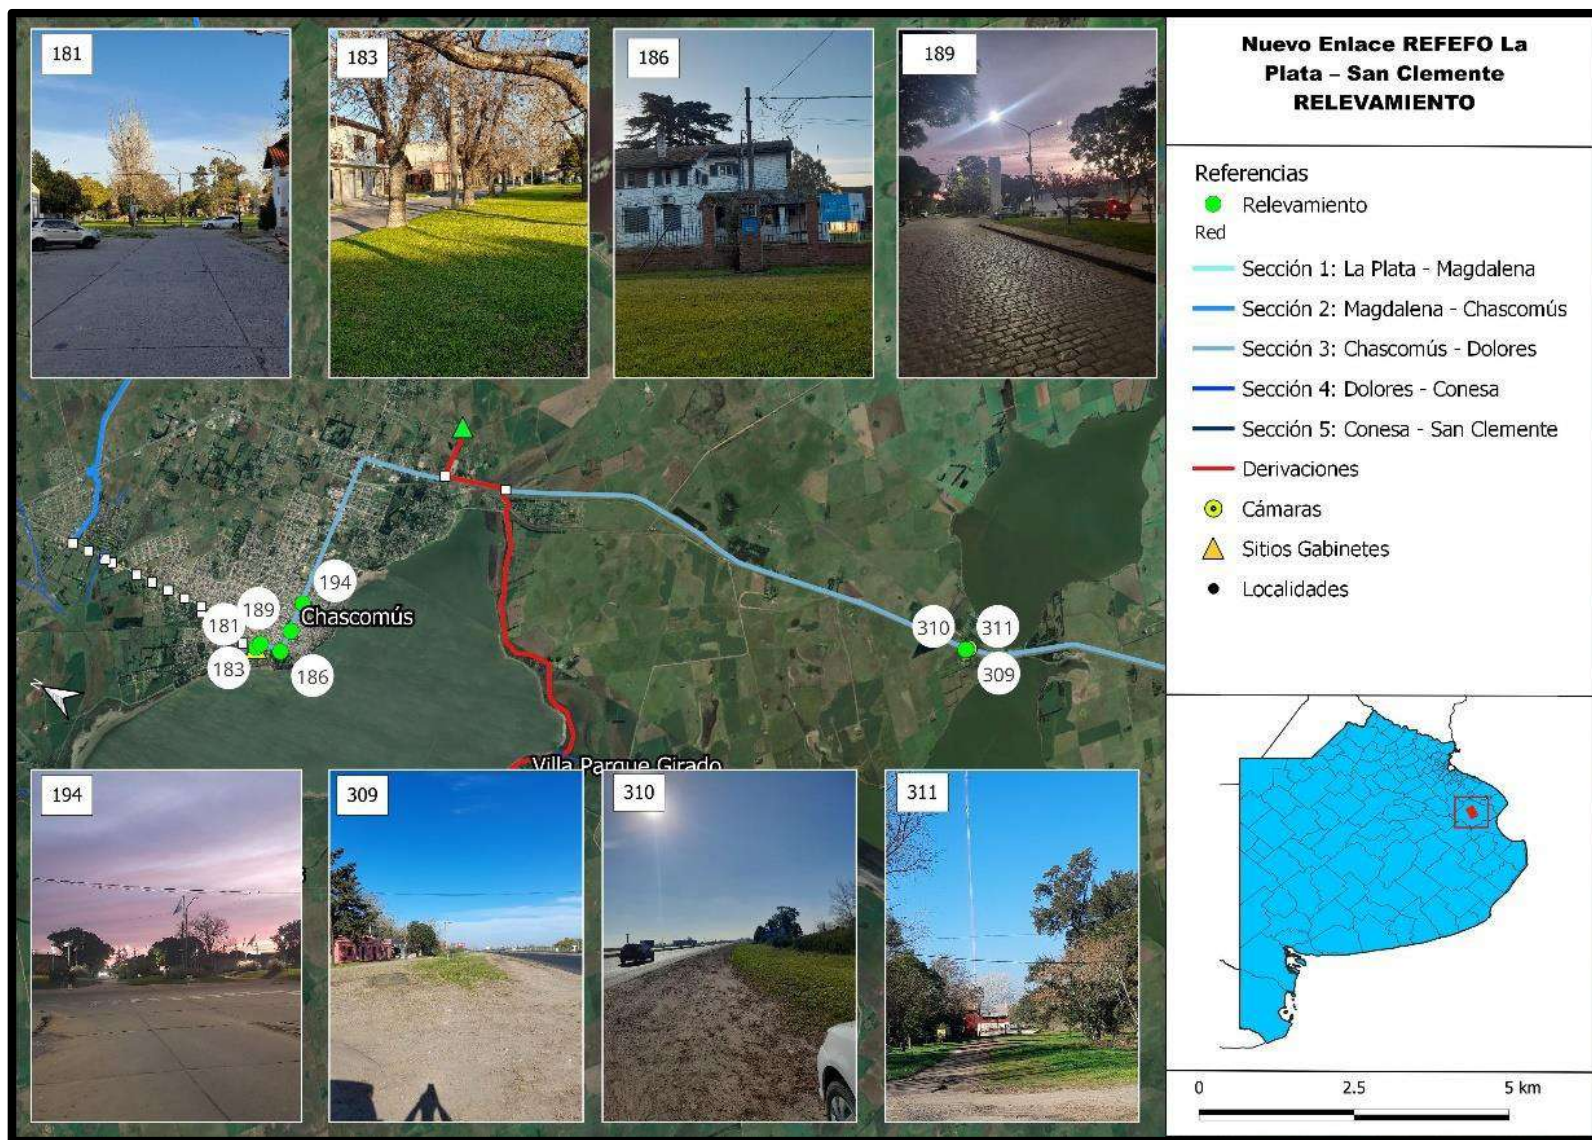 181
183
186
189
Nuevo Enlace REFEFO La
Plata – San Clemente
RELEVAMIENTO
Referencias
Relevamiento
Red
Sección 1: La Plata - Magdalena
Sección 2: Magdalena - Chascomús
Sección 3: Chascomús - Dolores
Sección 4: Dolores - Conesa
Sección 5: Conesa - San Clemente
Derivaciones
Cámaras
Sitios Gabinetes
Localidades
194
189
Chascomús
181
183
186
310
311
309
Villa Parque Girado
194
309
310
311
0 2.5 5 km